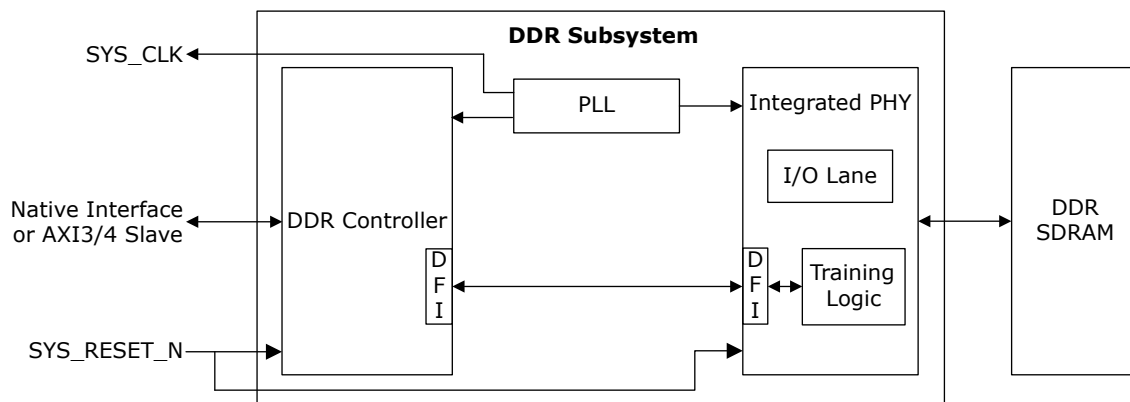 DDR Subsystem
SYS_CLK
PLL
Integrated PHY
I/O Lane
Native Interface
or AXI3/4 Slave
DDR Controller
DDR
SDRAM
D
F
I
D
F
I
Training
Logic
SYS_RESET_N